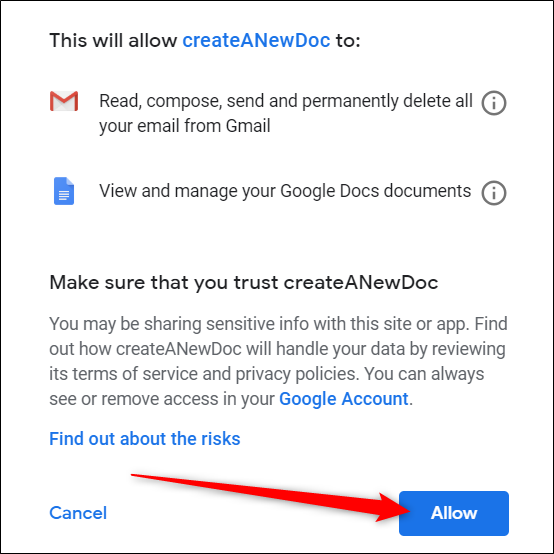 This will allow createANewDoc to:
Read, compose, send and permanently delete all
your email from Gmail
View and manage your Google Docs documents
Make sure that you trust createANewDoc
You may be sharing sensitive info with this site or app. Find
out how createANewDoc will handle your data by reviewing
its terms of service and privacy policies. You can always
see or remove access in your Google Account.
Find out about the risks
Cancel
Allow